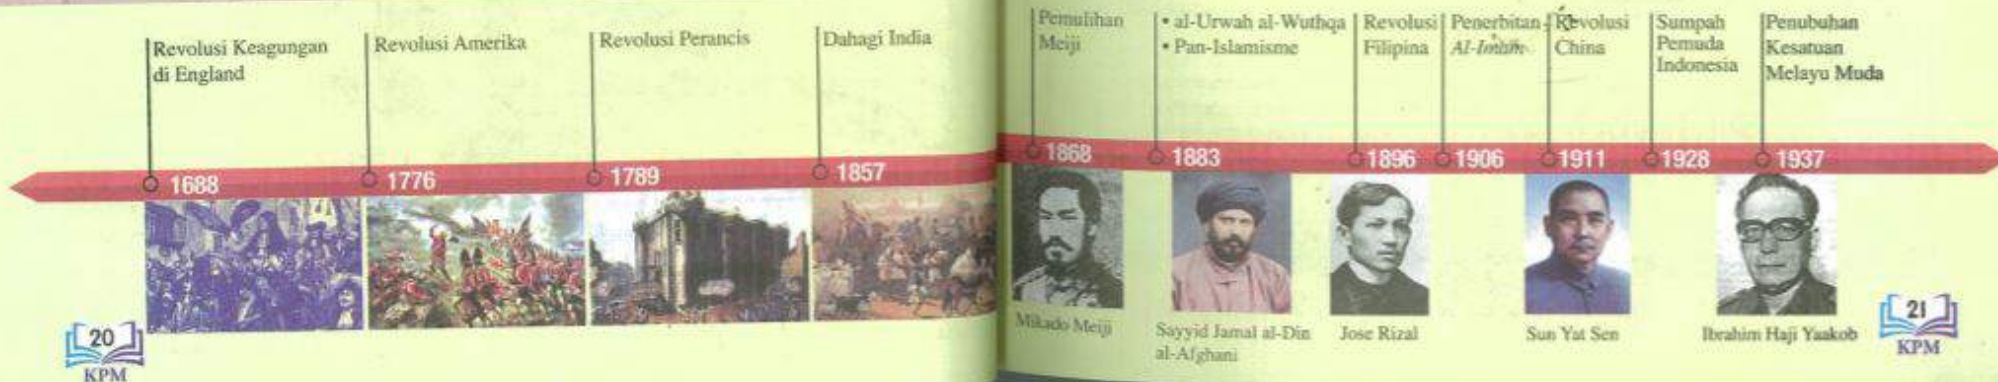 Revolusi Keagungan
di England
Revolusi Amerika
Revolusi Perancis
Dahagi India
1688
1776
1789
1857
20
KPM
Pemulihan
Meiji
• al-Urwah al-Wuthqa
• Pan-Islamisme
Revolusi
Filipina
Penerbitan
Al-Imam
Revolusi
China
Sumpah
Pemuda
Indonesia
Penubuhan
Kesatuan
Melayu Muda
1868
1883
1896
1906
1911
1928
1937
Mikado Meiji
Sayyid Jamal al-Din
al-Afghani
Jose Rizal
Sun Yat Sen
Ibrahim Haji Yaakob
21
KPM